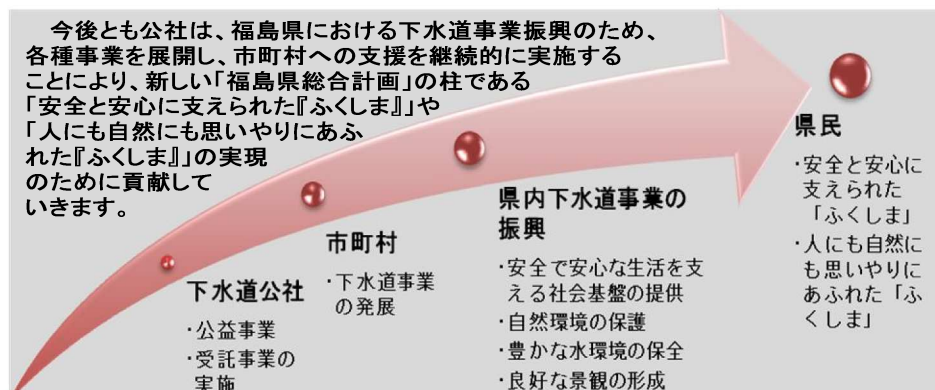 今後とも公社は、福島県における下水道事業振興のため、
各種事業を展開し、市町村への支援を継続的に実施する
ことにより、新しい「福島県総合計画」の柱である
「安全と安心に支えられた『ふくしま』」や
「人にも自然にも思いやりにあふ
れた『ふくしま』」の実現
のために貢献して
いきます。
下水道公社
・公益事業
・受託事業の
実施
市町村
・下水道事業
の発展
県内下水道事業の
振興
・安全で安心な生活を支
える社会基盤の提供
・自然環境の保護
・豊かな水環境の保全
・良好な景観の形成
県民
・安全と安心に
支えられた
「ふくしま」
・人にも自然に
も思いやりに
あふれた「ふ
くしま」